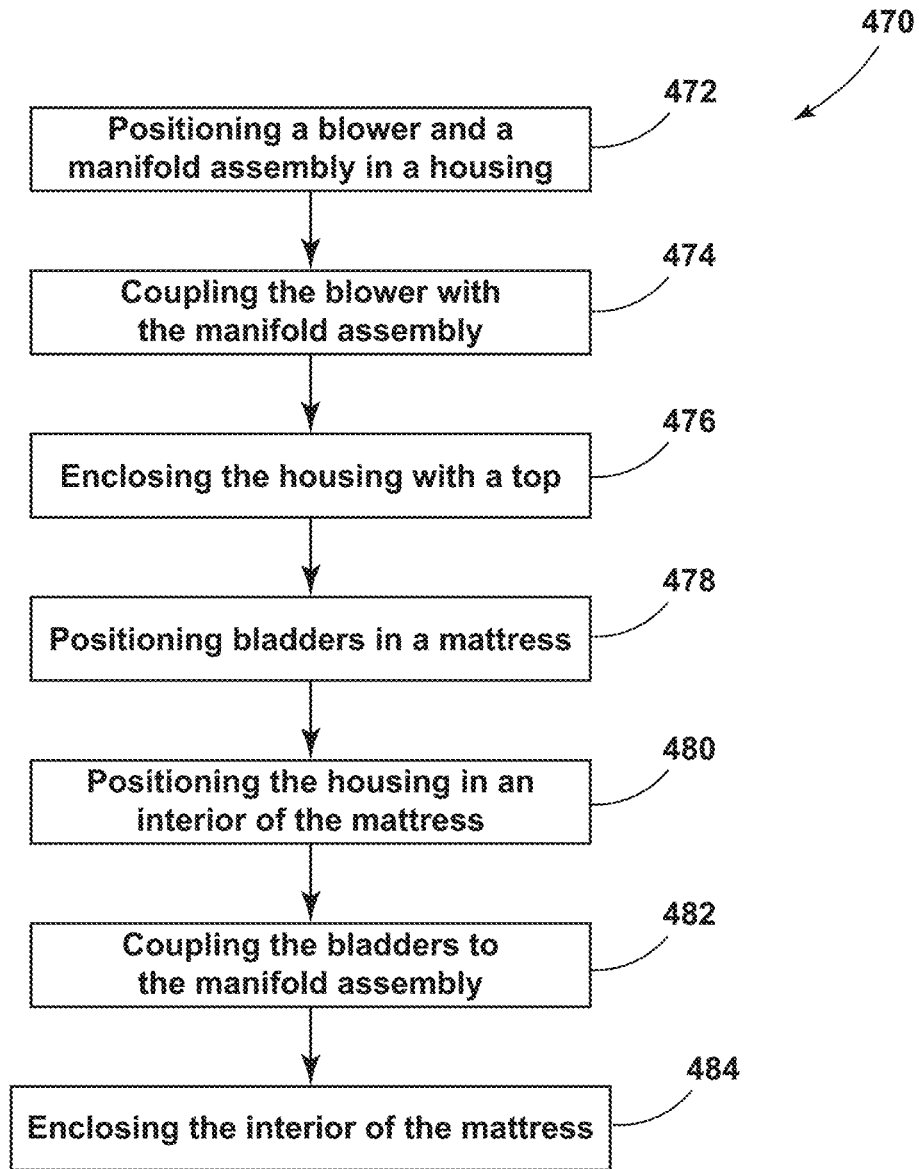 470
472
Positioning a blower and a
manifold assembly in a housing
474
Coupling the blower with
the manifold assembly
476
Enclosing the housing with a top
478
Positioning bladders in a mattress
480
Positioning the housing in an
interior of the mattress
482
Coupling the bladders to
the manifold assembly
484
Enclosing the interior of the mattress